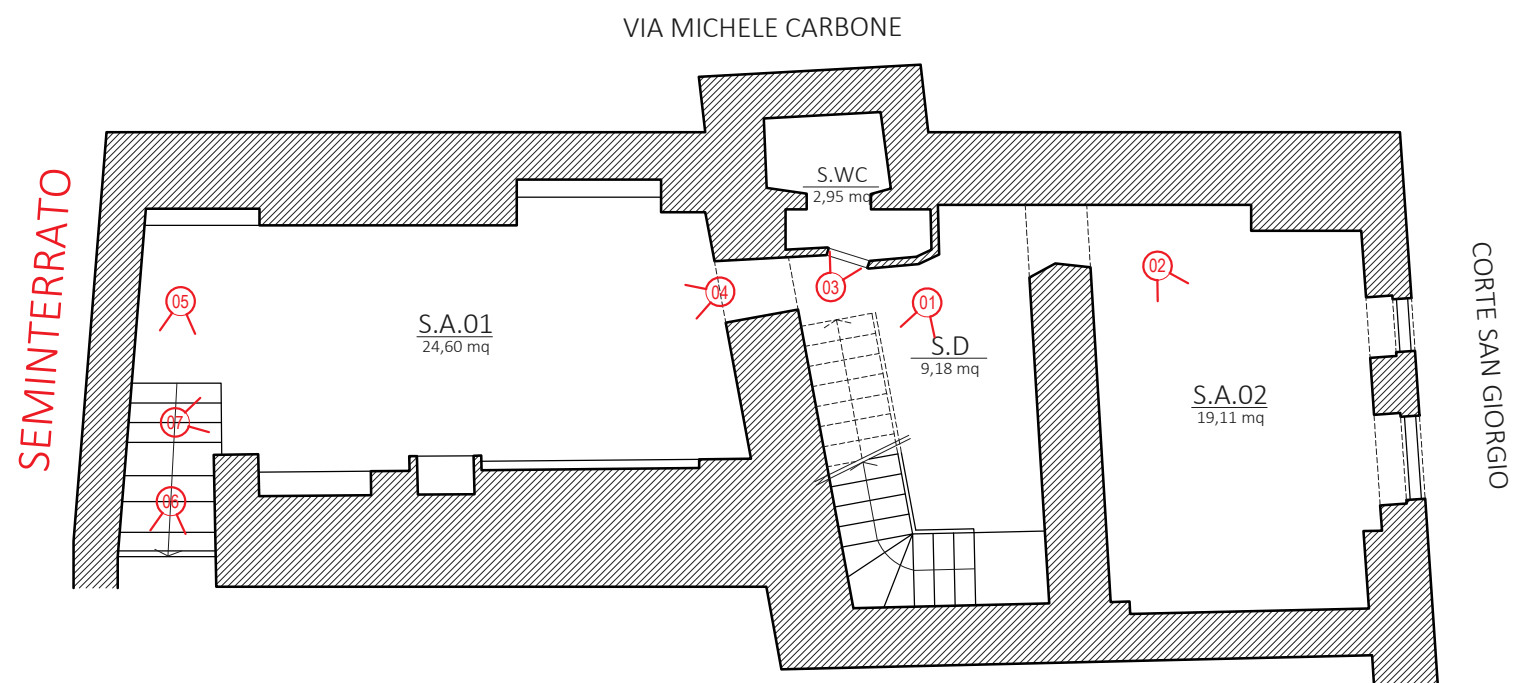 VIA MICHELE CARBONE
SEMINTERRATO
S.WC
2,95 mq
05
04
03
01
02
S.A.01
24,60 mq
S.D
9,18 mq
S.A.02
19,11 mq
07
06
CORTE SAN GIORGIO